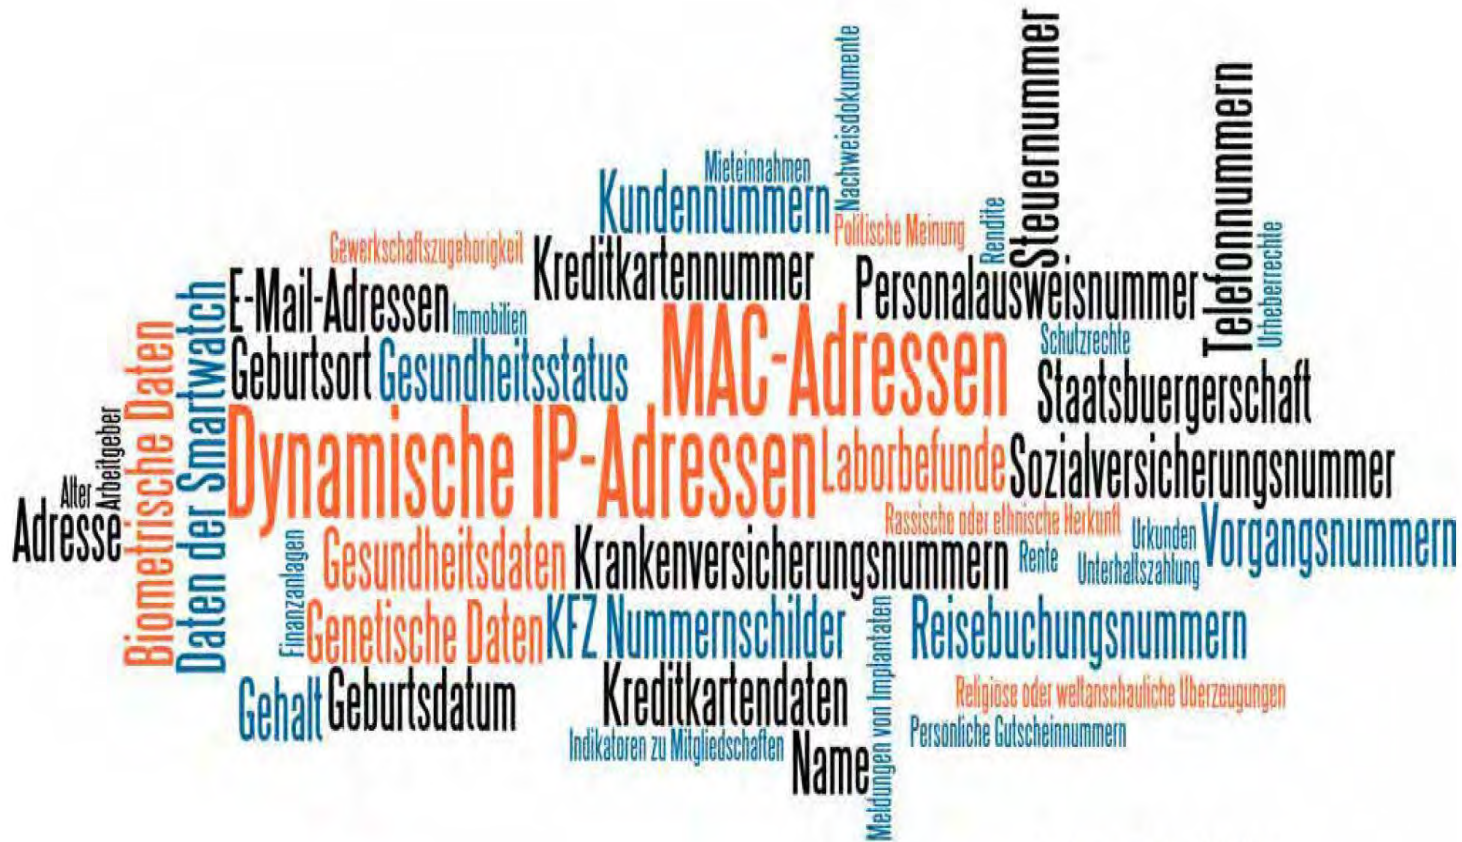 Steuernummer
Nachweisdokumente
Telefonnummern
Mieteinnahmen
Kundennummern
Politische Meinung
Rendite
Urheberrechte
Gewerkschaftszugehörigkeit
Kreditkartennummer
Personalausweisnummer
E-Mail-Adressen
Immobilien
MAC-Adressen
Schutzrechte
Daten der Smartwatch
Biometrische Daten
Geburtsort
Gesundheitsstatus
Staatsbuergerschaft
Arbeitgeber
Alter
Adresse
Dynamische IP-Adressen
Laborbefunde
Sozialversicherungsnummer
Rassische oder ethnische Herkunft
Urkunden
Vorgangsnummern
Finanzanlagen
Gesundheitsdaten
Krankenversicherungsnummern
Rente
Unterhaltszahlung
Genetische Daten
KFZ Nummernschilder
Meldungen von Implantaten
Reisebuchungsnummern
Gehalt
Geburtsdatum
Kreditkartendaten
Religiöse oder weltanschauliche Überzeugungen
Indikatoren zu Mitgliedschaften
Name
Persönliche Gutscheinnummern